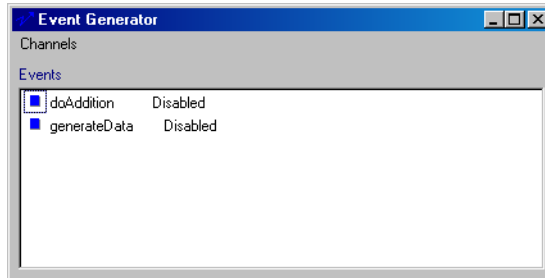 Event Generator
Channels
Events
doAddition Disabled
generateData Disabled